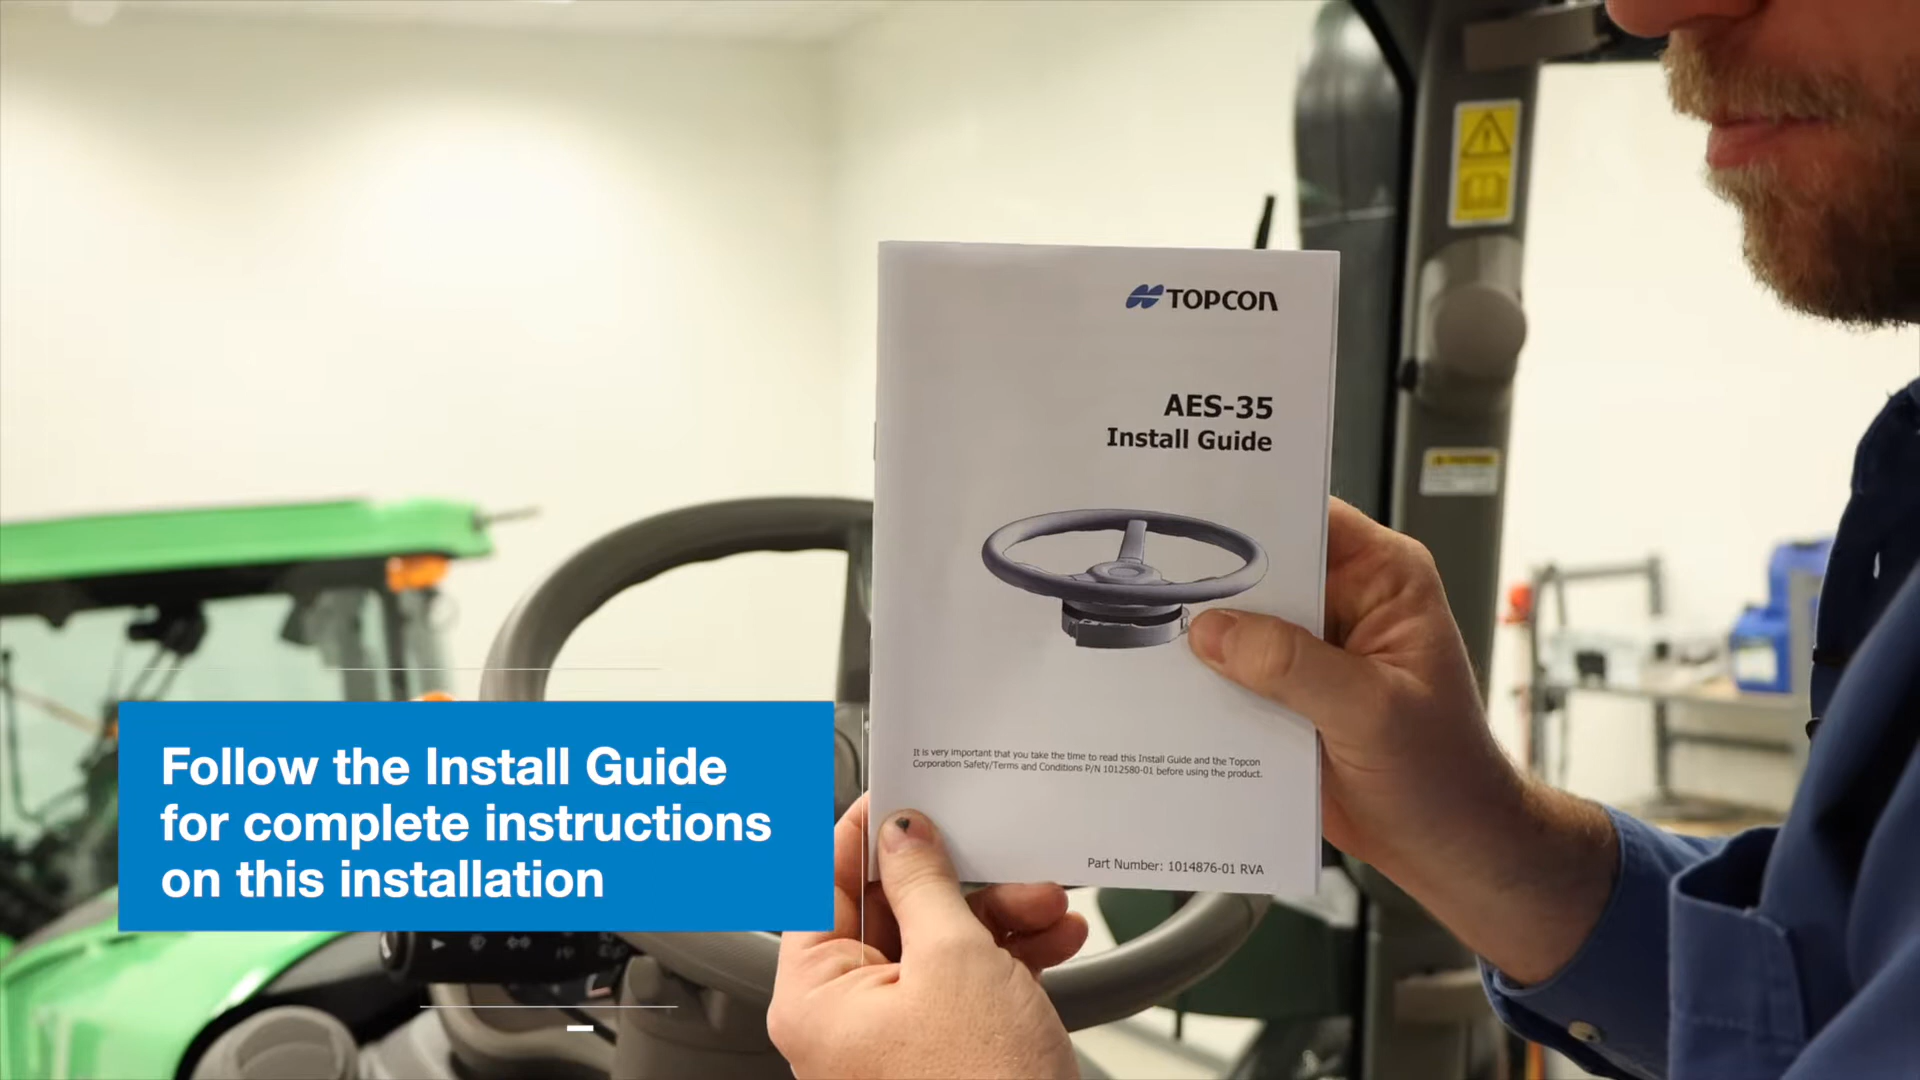 TOPCON
AES-35
Install Guide
It is very important that you take the time to read this Install Guide and the Topcon
Corporation Safety/Terms and Conditions P/N 1012580-01 before using the product.
Part Number: 1014876-01 RVA
Follow the Install Guide
for complete instructions
on this installation